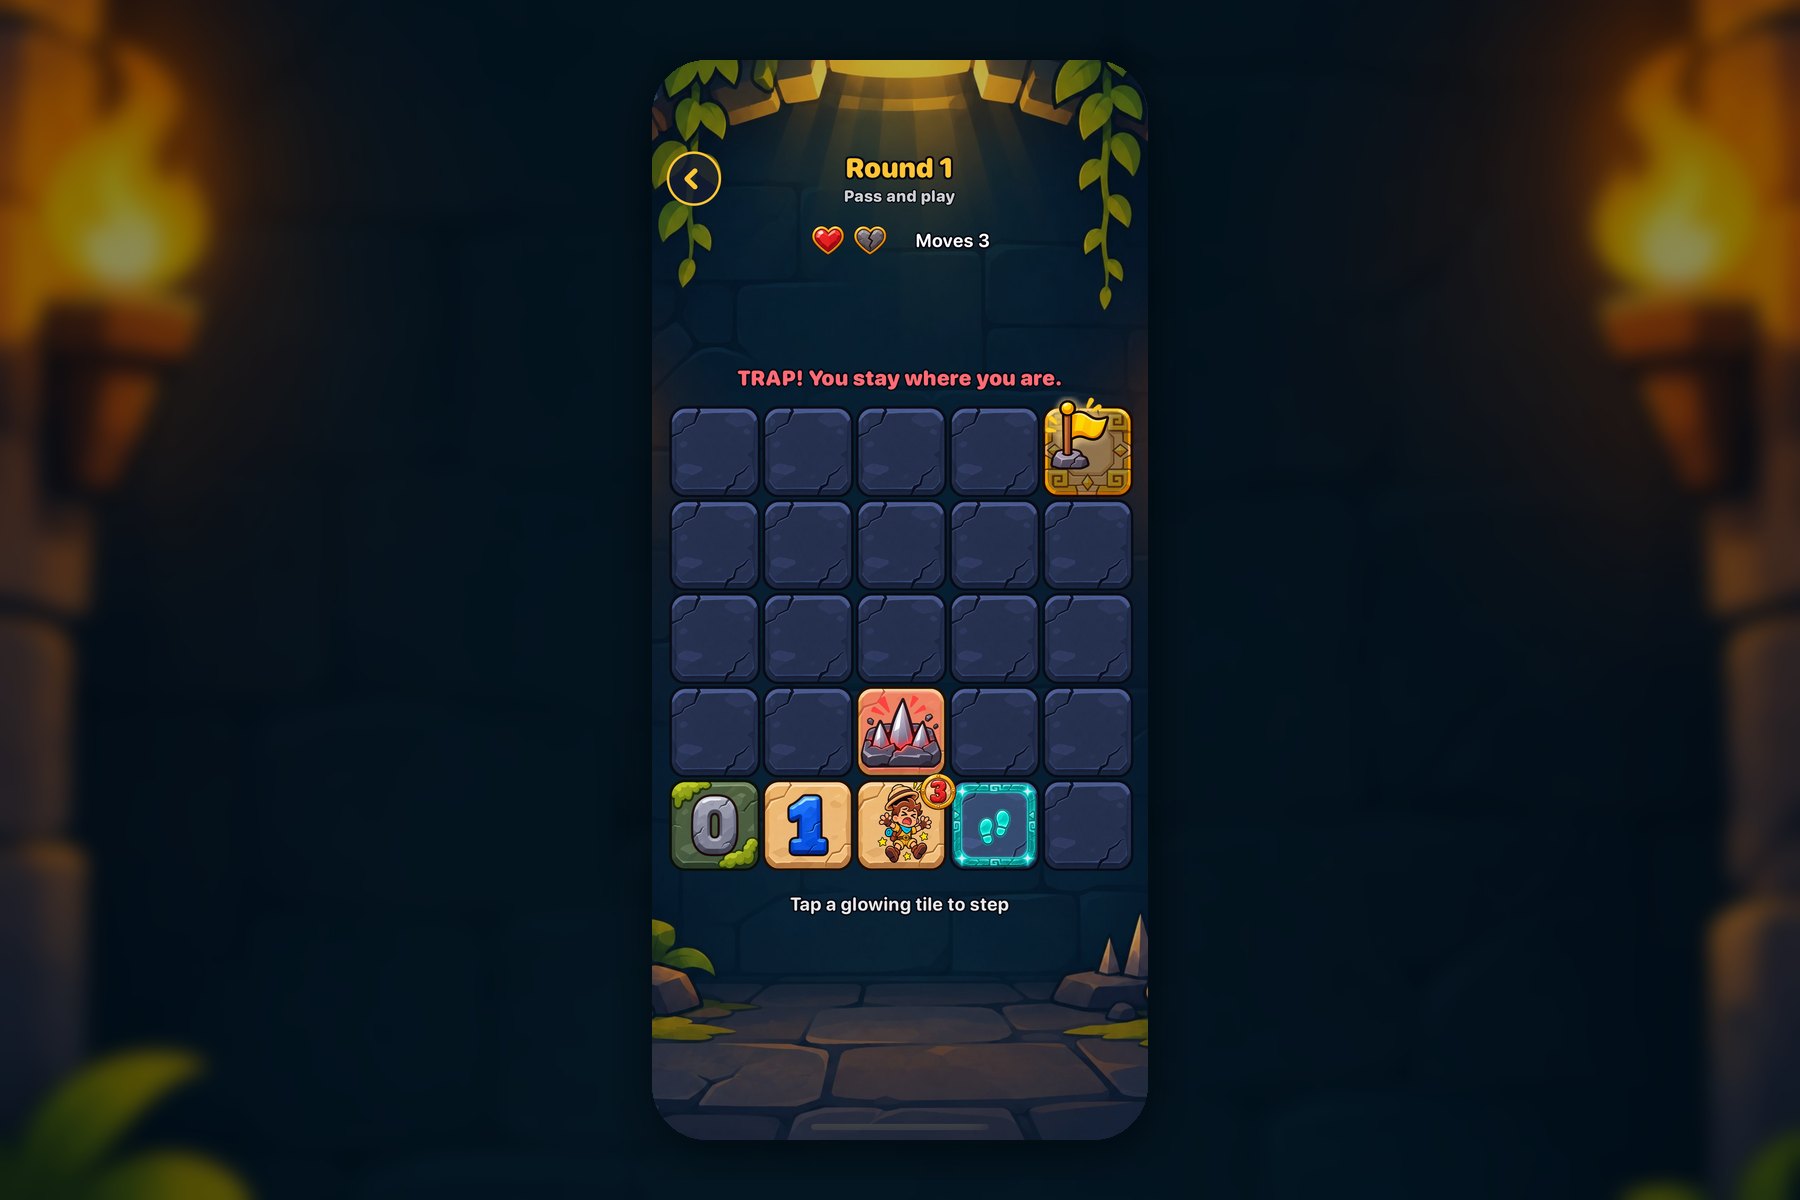 Round 1
Pass and play
Moves 3
TRAP! You stay where you are.
3
0
1
Tap a glowing tile to step